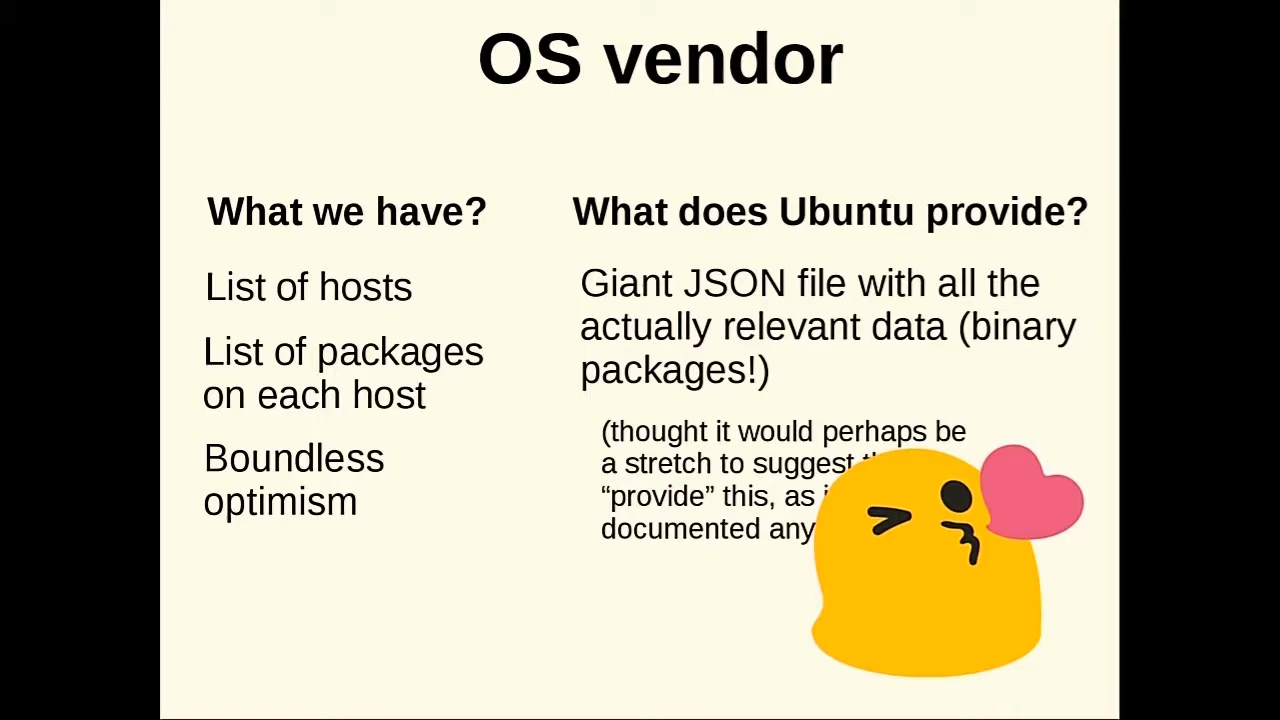 OS vendor
What we have?
List of hosts
List of packages
on each host
Boundless
optimism
What does Ubuntu provide?
Giant JSON file with all the
actually relevant data (binary
packages!)
(thought it would perhaps be
a stretch to suggest
“provide” this, as
documented any